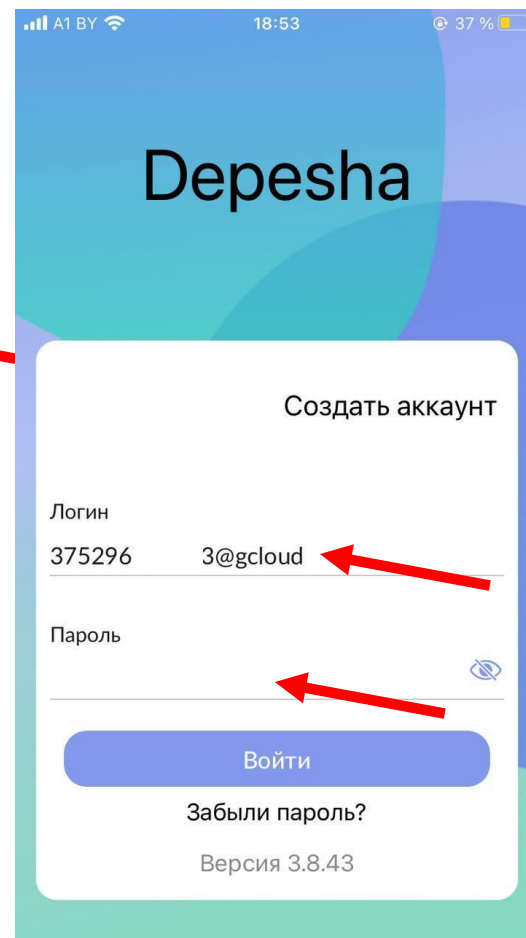 A1 BY 18:53 37 %
Depesha
Создать аккаунт
Логин
375296 3@gcloud
Пароль
Войти
Забыли пароль?
Версия 3.8.43